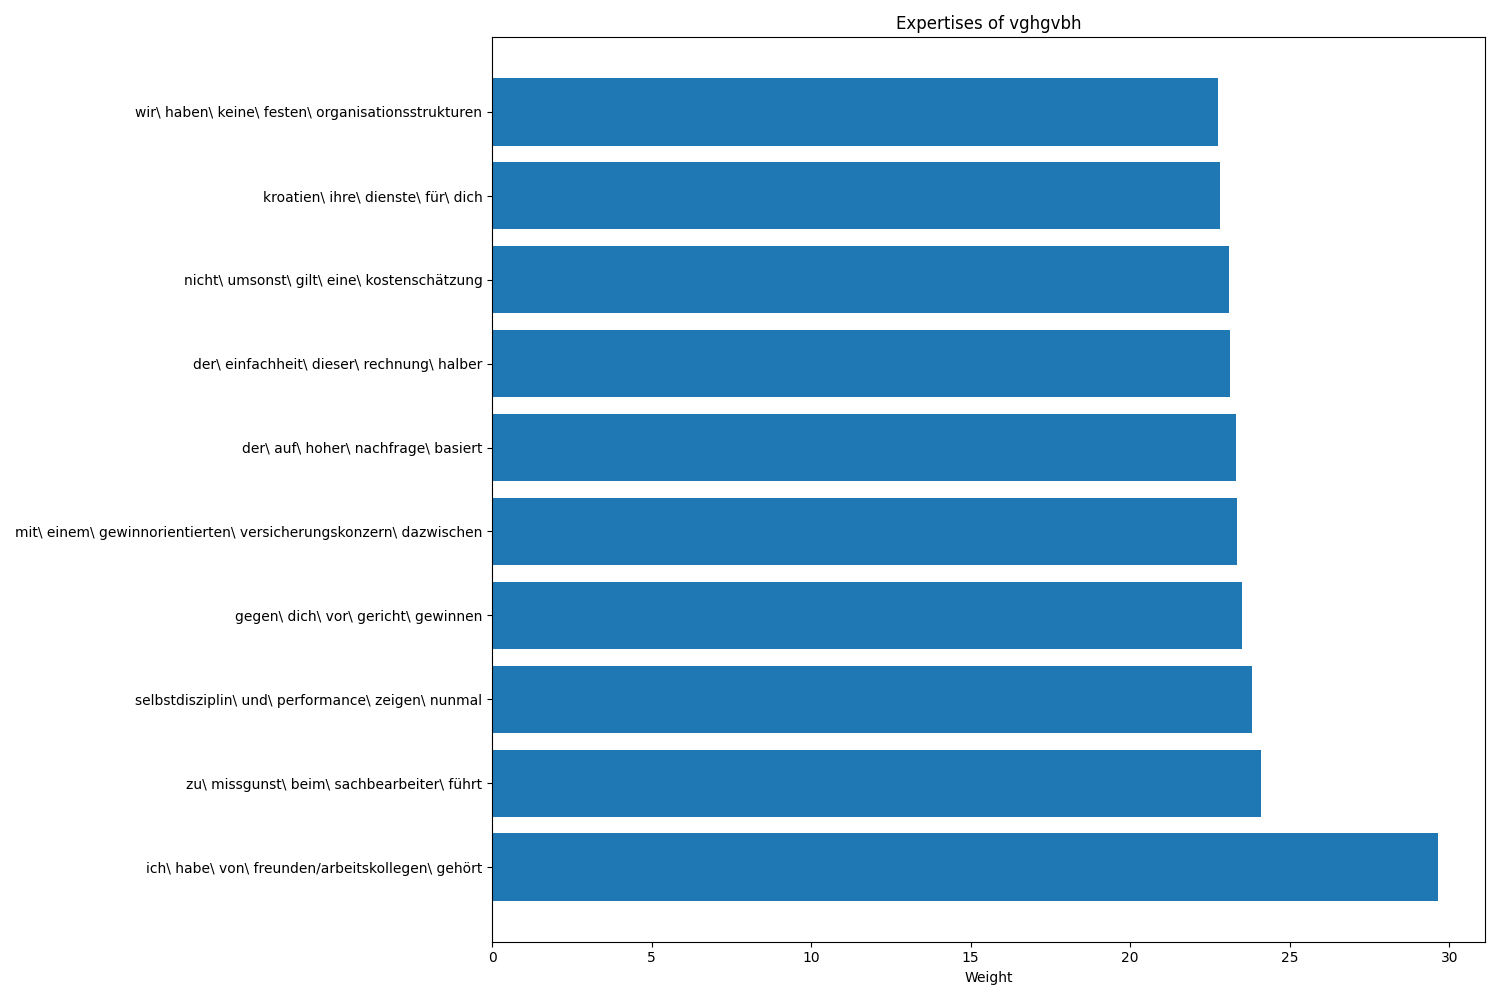 Expertises of vghgvbh
wir\ haben\ keine\ festen\ organisationsstrukturen
kroatien\ ihre\ dienste\ für\ dich
nicht\ umsonst\ gilt\ eine\ kostenschätzung
der\ einfachheit\ dieser\ rechnung\ halber
der\ auf\ hoher\ nachfrage\ basiert
mit\ einem\ gewinnorientierten\ versicherungskonzern\ dazwischen
gegen\ dich\ vor\ gericht\ gewinnen
selbstdisziplin\ und\ performance\ zeigen\ nunmal
zu\ missgunst\ beim\ sachbearbeiter\ führt
ich\ habe\ von\ freunden/arbeitskollegen\ gehört
0 5 10 15 20 25 30
Weight